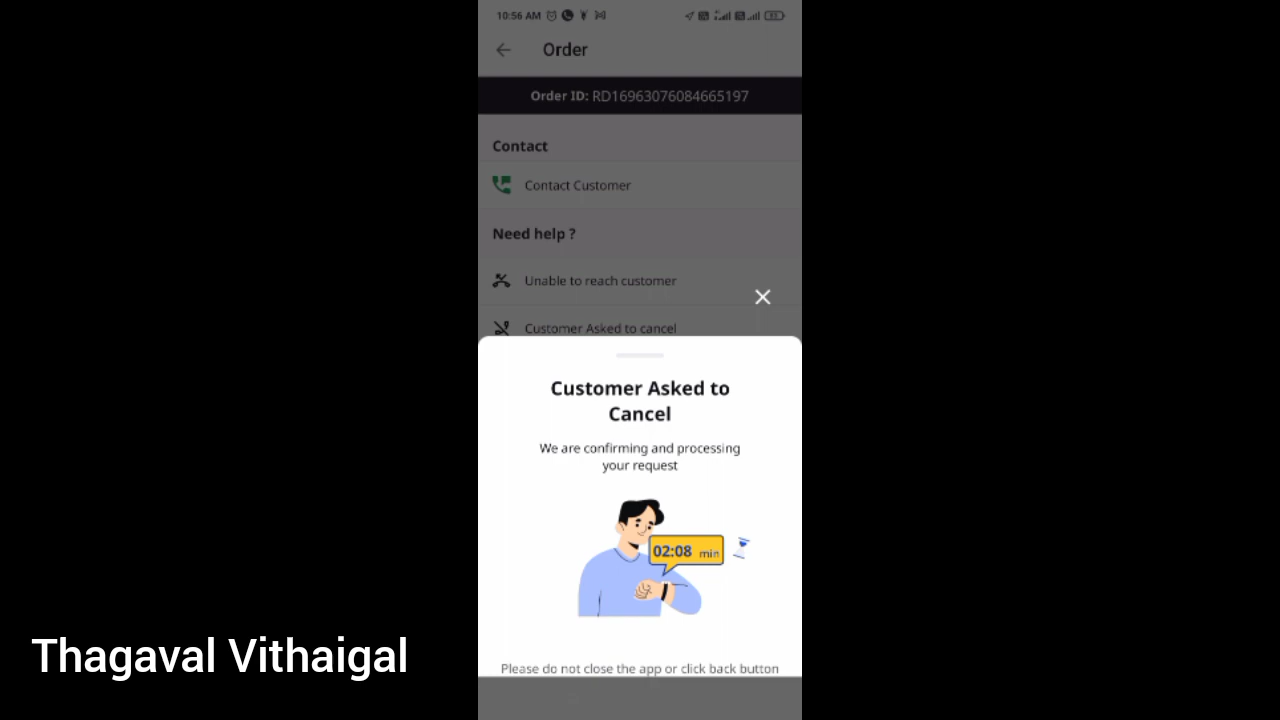 10:56 AM
Order
Order ID: RD16963076084665197
Contact
Contact Customer
Need help ?
Unable to reach customer
Customer Asked to cancel
Customer Asked to
Cancel
We are confirming and processing
your request
02:08 min
Please do not close the app or click back button
Thagaval Vithaigal